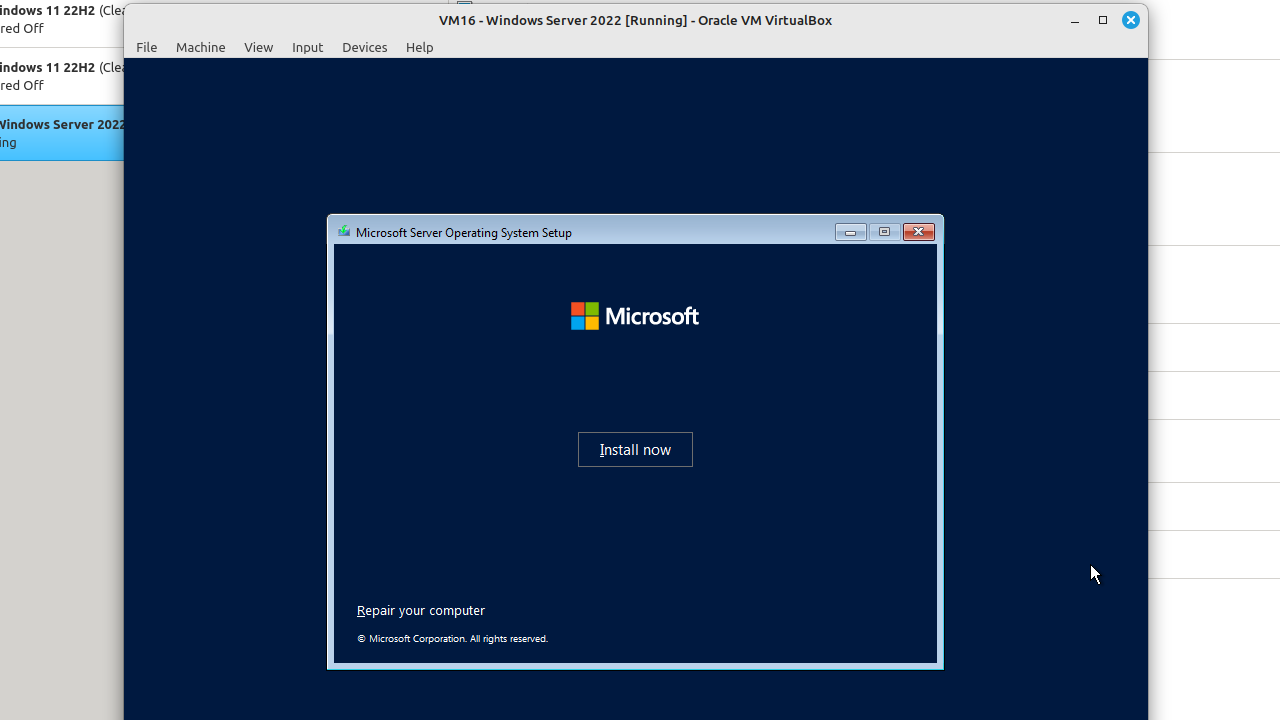 indows 11 22H2 (Clea
red Off
indows 11 22H2 (Clea
red Off
Windows Server 2022
ing
VM16 - Windows Server 2022 [Running] - Oracle VM VirtualBox
File Machine View Input Devices Help
Microsoft Server Operating System Setup
Microsoft
Install now
Repair your computer
© Microsoft Corporation. All rights reserved.